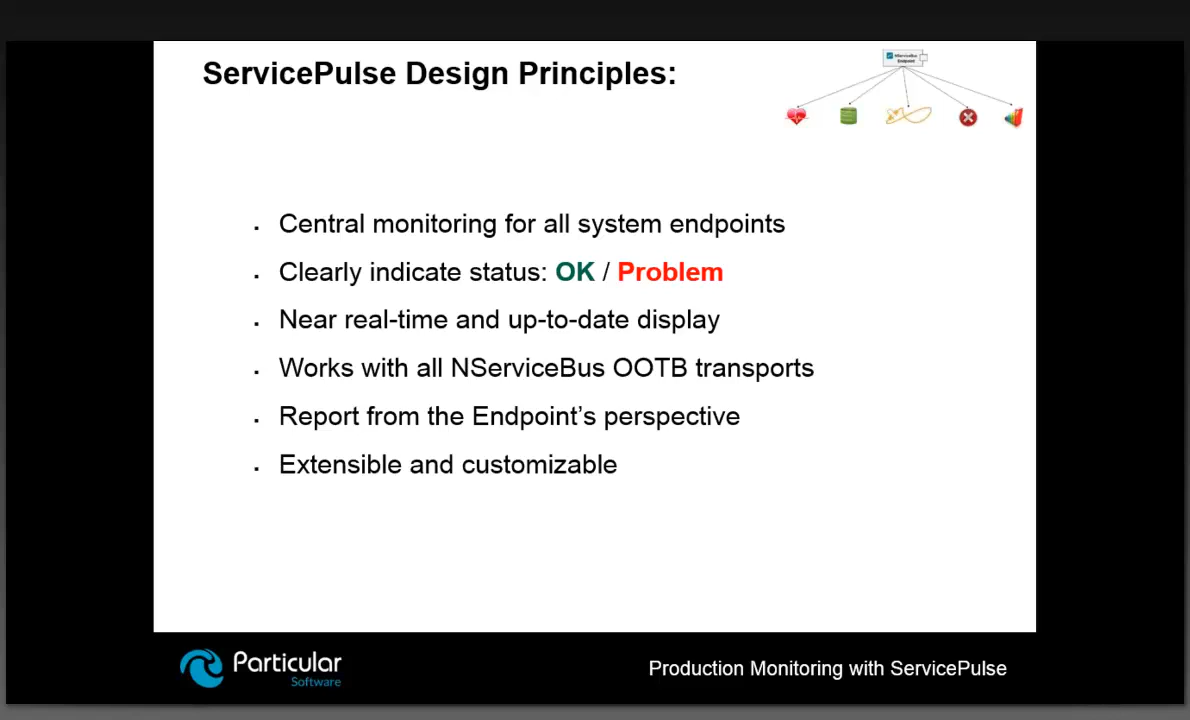 ServicePulse Design Principles:
NServiceBus
Endpoint
▪ Central monitoring for all system endpoints
▪ Clearly indicate status: OK / Problem
▪ Near real-time and up-to-date display
▪ Works with all NServiceBus OOTB transports
▪ Report from the Endpoint’s perspective
▪ Extensible and customizable
Particular
Software
Production Monitoring with ServicePulse